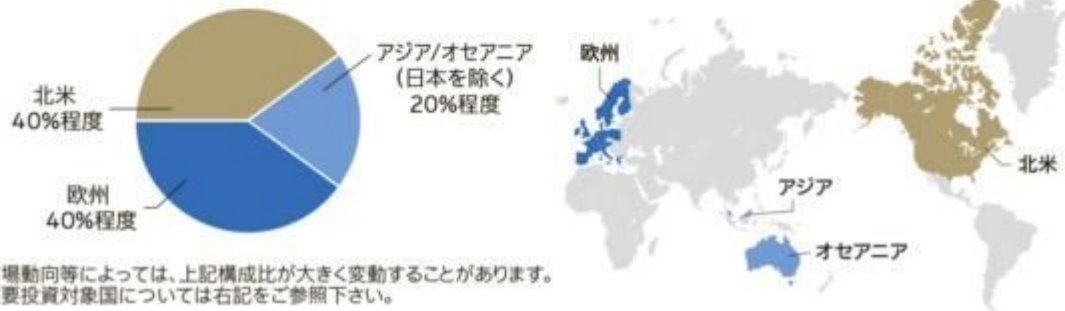 アジア/オセアニア
(日本を除く)
20%程度
北米
40%程度
欧州
40%程度
欧州
アジア
北米
オセアニア
場動向等によっては、上記構成比が大きく変動することがあります。
要投資対象国については右記をご参照下さい。